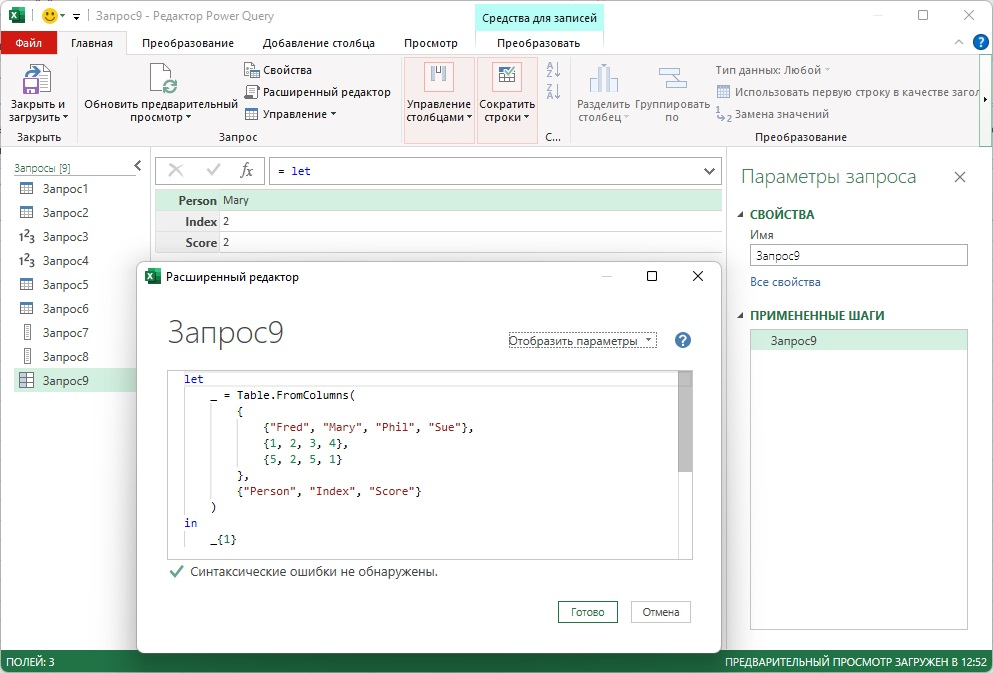 Запрос9 - Редактор Power Query
Средства для записей
Файл
Главная
Преобразование
Добавление столбца
Просмотр
Преобразовать
Закрыть и
загрузить
Закрыть
Обновить предварительный
просмотр
Свойства
Расширенный редактор
Управление
Запрос
Управление
столбцами
Сократить
строки
С...
Разделить
столбец
Группировать
по
Тип данных: Любой
Использовать первую строку в качестве загол
Замена значений
Преобразование
Запросы [9]
Запрос1
Запрос2
Запрос3
Запрос4
Запрос5
Запрос6
Запрос7
Запрос8
Запрос9
= let
Person Mary
Index 2
Score 2
Параметры запроса
СВОЙСТВА
Имя
Запрос9
Все свойства
ПРИМЕНЕННЫЕ ШАГИ
Запрос9
Расширенный редактор
Запрос9
Отобразить параметры
let
_ = Table.FromColumns(
{
{"Fred", "Mary", "Phil", "Sue"},
{1, 2, 3, 4},
{5, 2, 5, 1}
},
{"Person", "Index", "Score"}
)
in
_{1}
Синтаксические ошибки не обнаружены.
Готово
Отмена
ПОЛЕЙ: 3
ПРЕДВАРИТЕЛЬНЫЙ ПРОСМОТР ЗАГРУЖЕН В 12:52